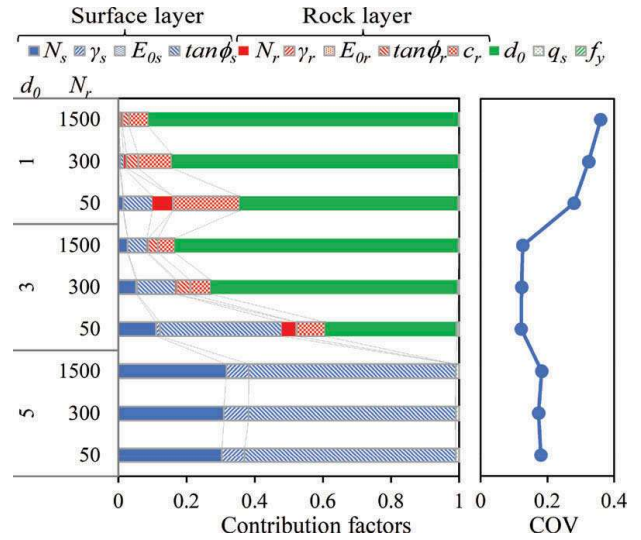 Surface layer Rock layer
N_s γ_s E_0s tanϕ_s N_r γ_r E_0r tanϕ_r c_r d_0 q_s f_y
d_0 N_r
1 1500
300
50
3 1500
300
50
5 1500
300
50
0 0.2 0.4 0.6 0.8 1 0 0.2 0.4
Contribution factors COV